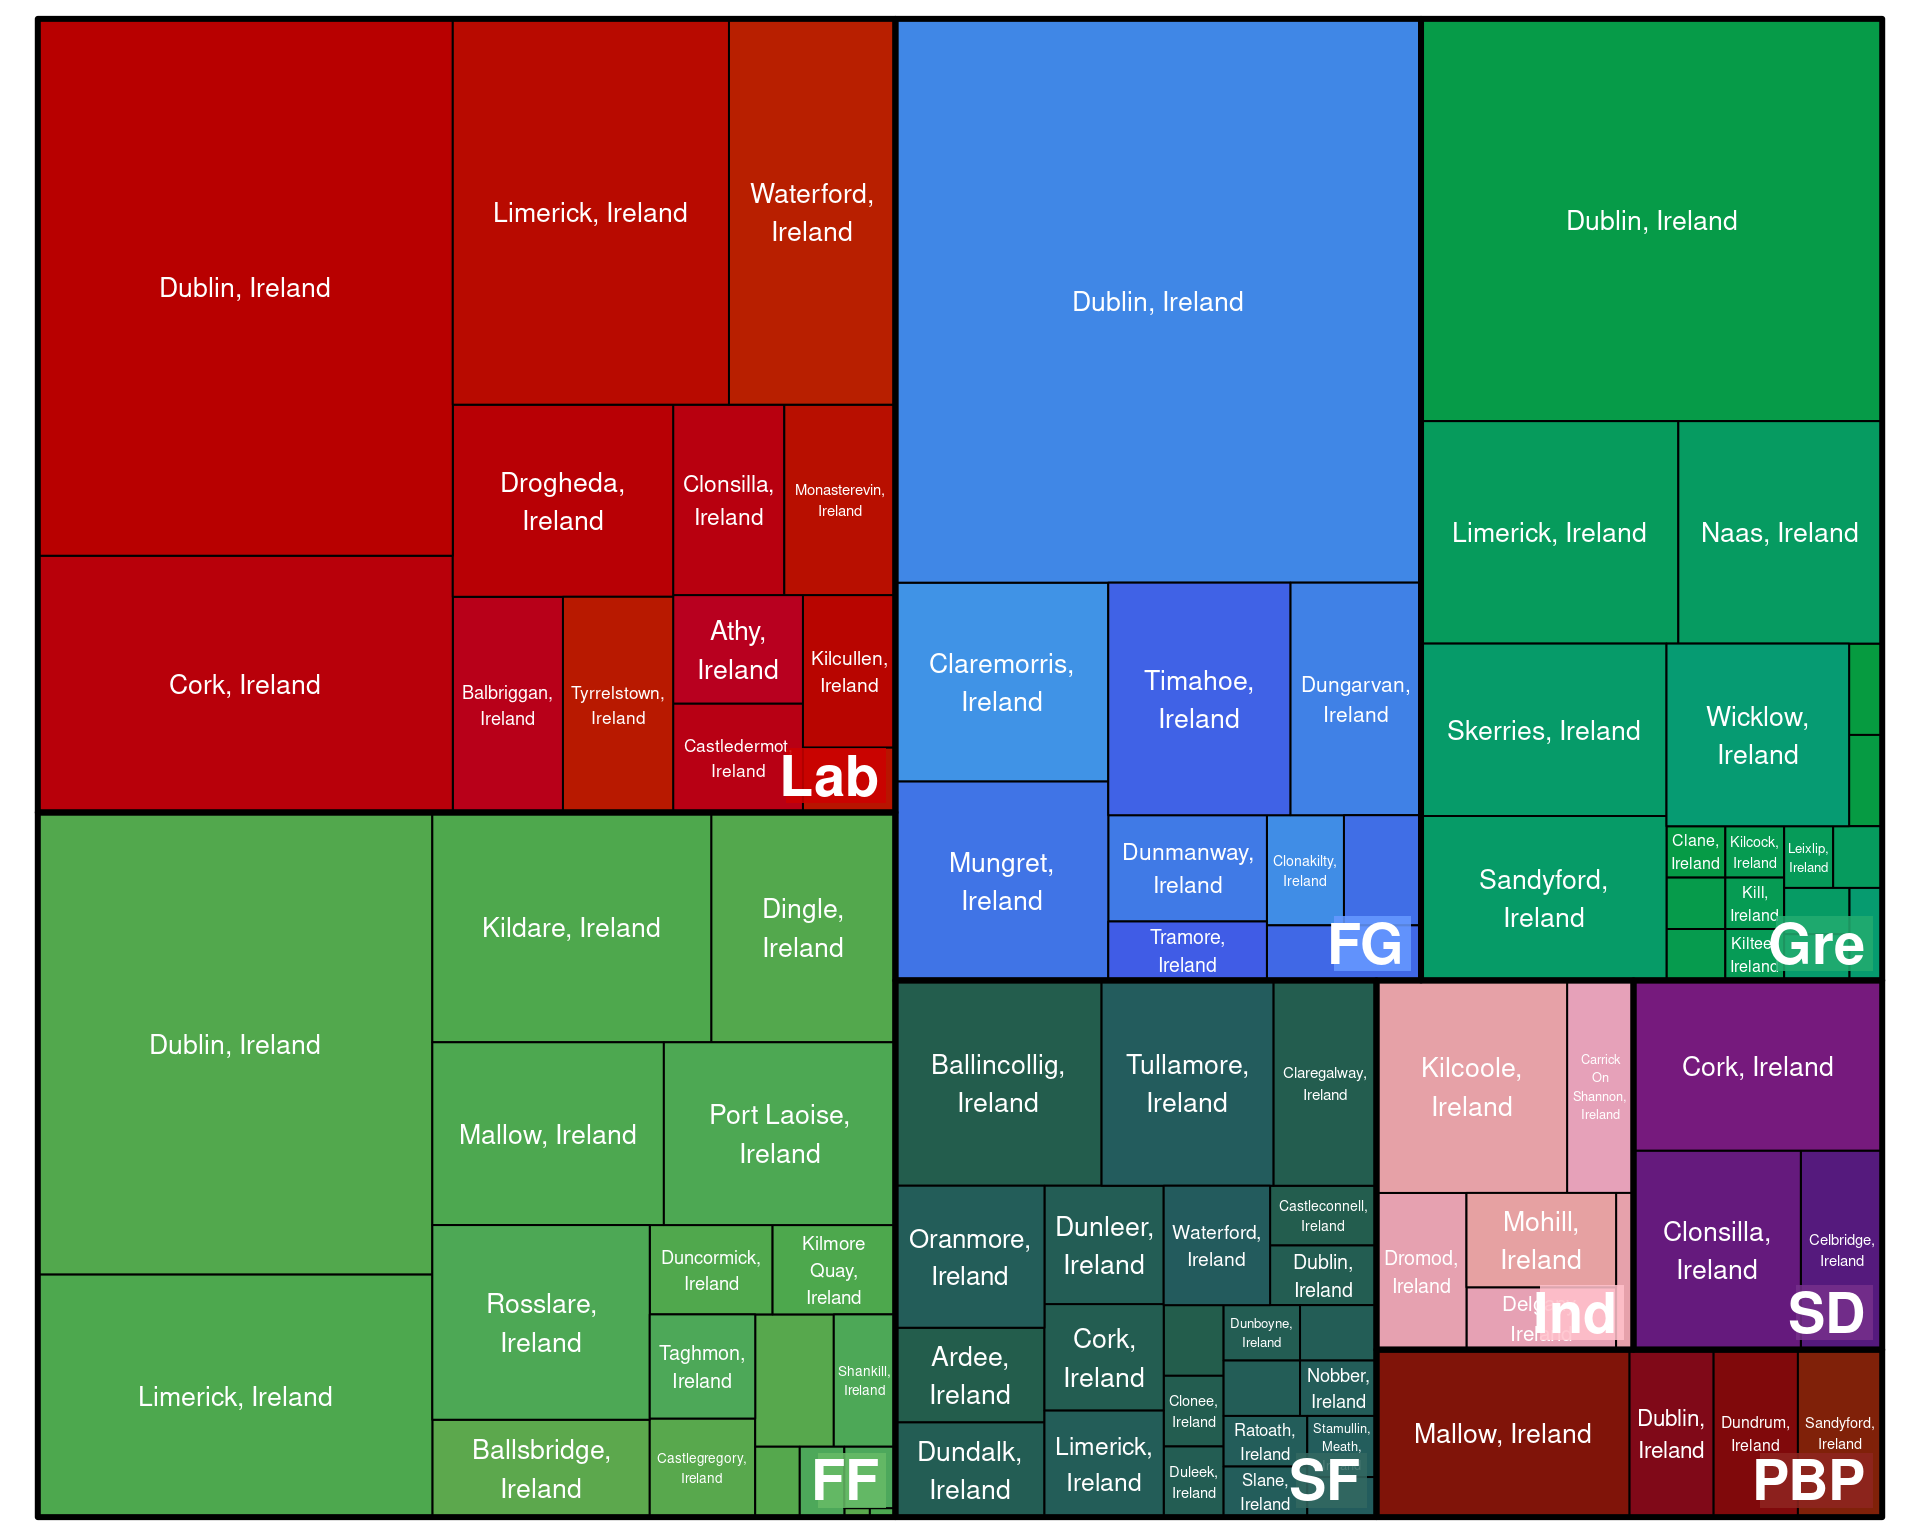 Dublin, Ireland
Limerick, Ireland
Waterford,
Ireland
Drogheda,
Ireland
Clonsilla,
Ireland
Monasterevin,
Ireland
Cork, Ireland
Balbriggan,
Ireland
Tyrrelstown,
Ireland
Athy,
Ireland
Kilcullen,
Ireland
Castledermot
Ireland
Lab
Dublin, Ireland
Claremorris,
Ireland
Timahoe,
Ireland
Dungarvan,
Ireland
Mungret,
Ireland
Dunmanway,
Ireland
Clonakilty,
Ireland
Tramore,
Ireland
FG
Dublin, Ireland
Limerick, Ireland
Naas, Ireland
Skerries, Ireland
Wicklow,
Ireland
Sandyford,
Ireland
Clane,
Ireland
Kilcock,
Ireland
Leixlip,
Ireland
Kill,
Ireland
Kiltee
Ireland
Gre
Dublin, Ireland
Kildare, Ireland
Dingle,
Ireland
Mallow, Ireland
Port Laoise,
Ireland
Limerick, Ireland
Rosslare,
Ireland
Duncormick,
Ireland
Kilmore
Quay,
Ireland
Taghmon,
Ireland
Shankill,
Ireland
Ballsbridge,
Ireland
Castlegregory,
Ireland
FF
Ballincollig,
Ireland
Tullamore,
Ireland
Claregalway,
Ireland
Oranmore,
Ireland
Dunleer,
Ireland
Waterford,
Ireland
Castleconnell,
Ireland
Dublin,
Ireland
Ardee,
Ireland
Cork,
Ireland
Dunboyne,
Ireland
Nobber,
Ireland
Clonee,
Ireland
Dundalk,
Ireland
Limerick,
Ireland
Duleek,
Ireland
Ratoath,
Ireland
Stamullin,
Meath,
Slane,
Ireland
SF
Kilcoole,
Ireland
Carrick
On
Shannon,
Ireland
Dromod,
Ireland
Mohill,
Ireland
Ind
Cork, Ireland
Clonsilla,
Ireland
Celbridge,
Ireland
SD
Mallow, Ireland
Dublin,
Ireland
Dundrum,
Ireland
Sandyford,
Ireland
PBP